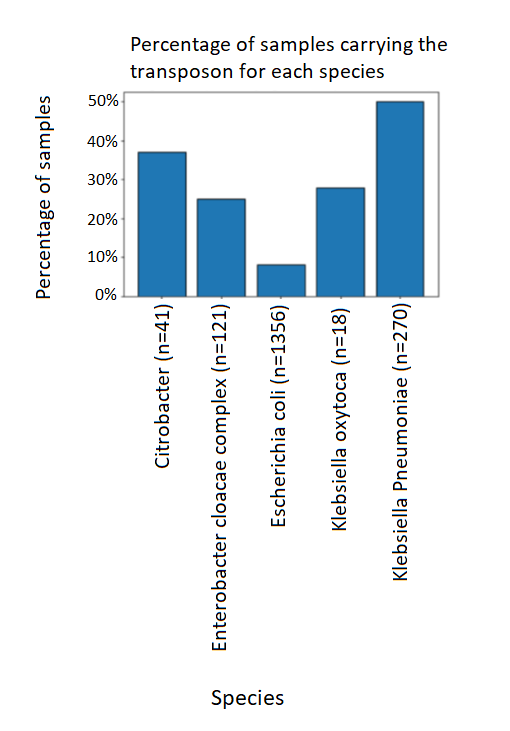 Percentage of samples carrying the
transposon for each species
Percentage of samples
50%
40%
30%
20%
10%
0%
Citrobacter (n=41)
Enterobacter cloacae complex (n=121)
Escherichia coli (n=1356)
Klebsiella oxytoca (n=18)
Klebsiella Pneumoniae (n=270)
Species